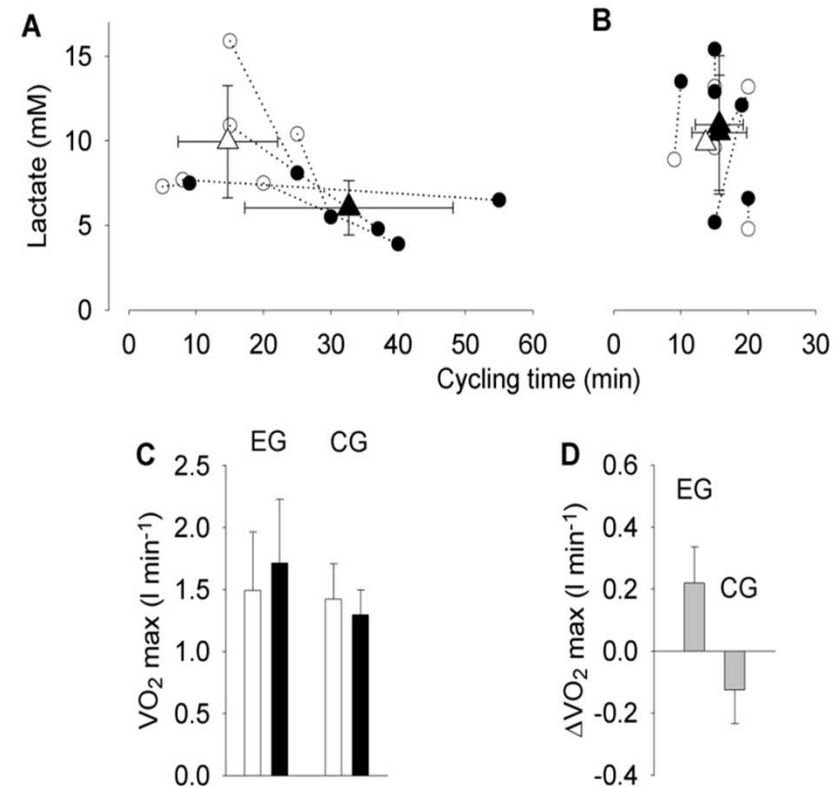 A
B
Lactate (mM)
15
10
5
0
0 10 20 30 40 50 60
0 10 20 30
Cycling time (min)
C
EG CG
VO₂ max (l min⁻¹)
2.5
2.0
1.5
1.0
0.5
0.0
D
EG
CG
ΔVO₂ max (l min⁻¹)
0.6
0.4
0.2
0.0
-0.2
-0.4